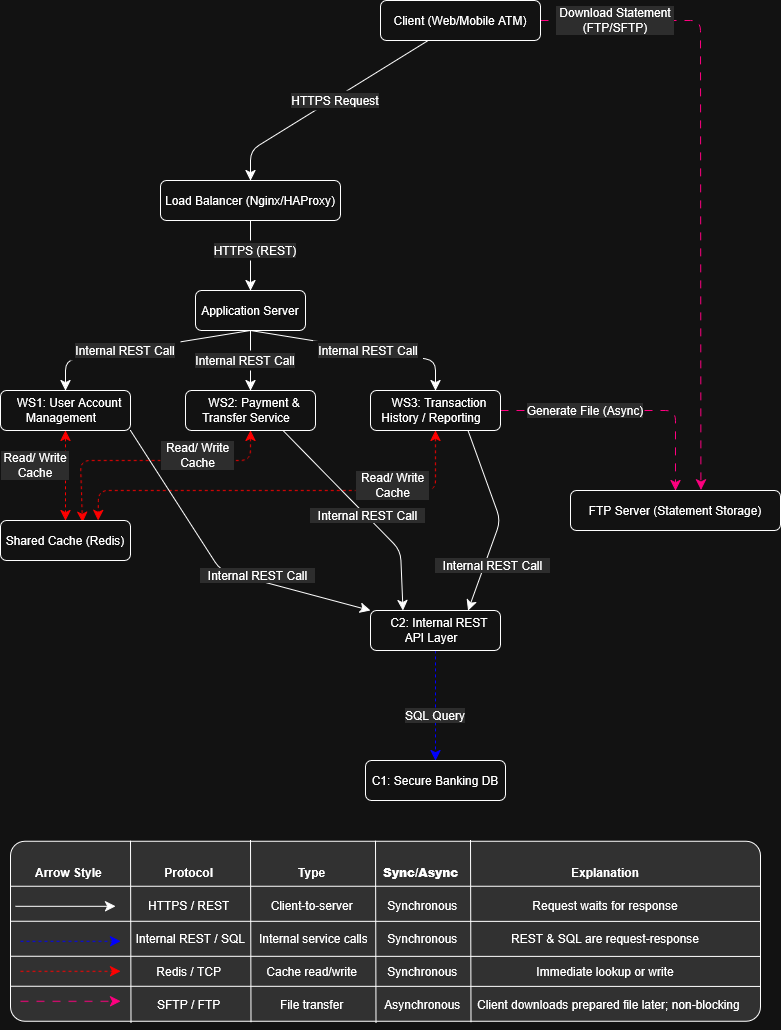 Client (Web/Mobile ATM)
Download Statement
(FTP/SFTP)
HTTPS Request
Load Balancer (Nginx/HAProxy)
HTTPS (REST)
Application Server
Internal REST Call
Internal REST Call
Internal REST Call
WS1: User Account
Management
WS2: Payment &
Transfer Service
WS3: Transaction
History / Reporting
Generate File (Async)
Read/ Write
Cache
Read/ Write
Cache
Read/ Write
Cache
FTP Server (Statement Storage)
Internal REST Call
Shared Cache (Redis)
Internal REST Call
Internal REST Call
C2: Internal REST
API Layer
SQL Query
C1: Secure Banking DB
Arrow Style Protocol Type Sync/Async Explanation
HTTPS / REST Client-to-server Synchronous Request waits for response
Internal REST / SQL Internal service calls Synchronous REST & SQL are request-response
Redis / TCP Cache read/write Synchronous Immediate lookup or write
SFTP / FTP File transfer Asynchronous Client downloads prepared file later; non-blocking